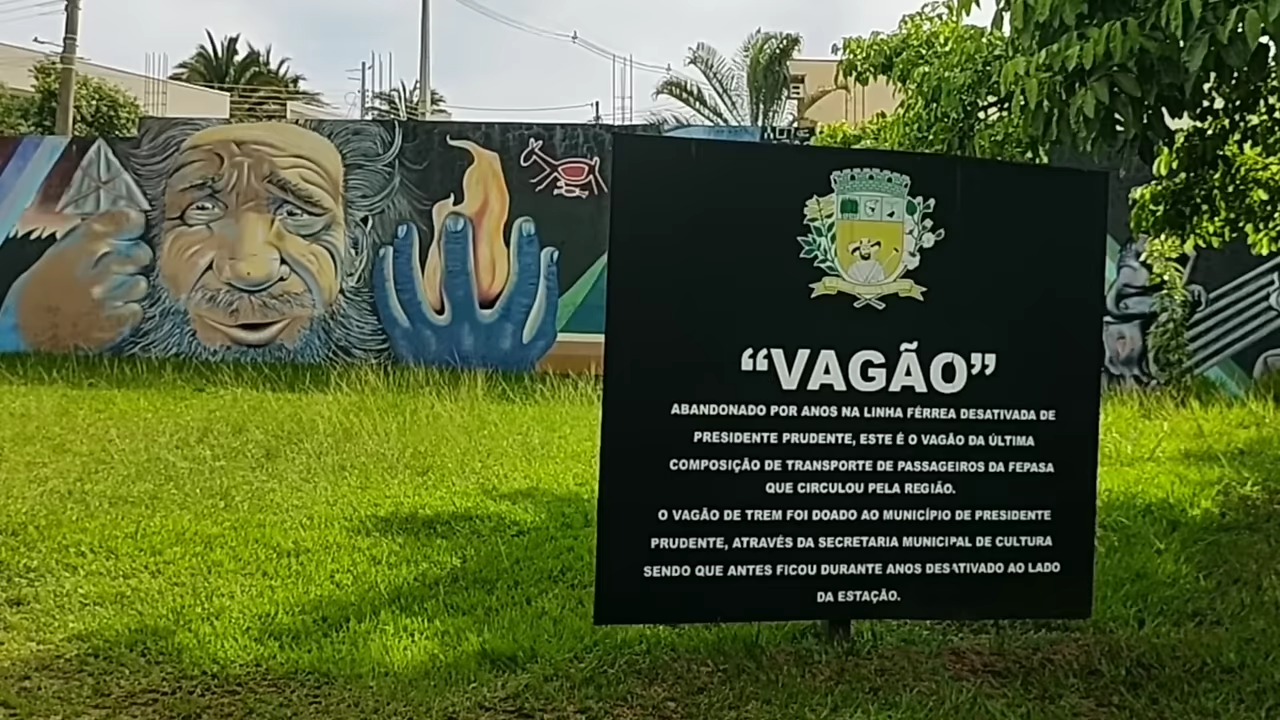 “VAGÃO”
ABANDONADO POR ANOS NA LINHA FÉRREA DESATIVADA DE
PRESIDENTE PRUDENTE, ESTE É O VAGÃO DA ÚLTIMA
COMPOSIÇÃO DE TRANSPORTE DE PASSAGEIROS DA FEPASA
QUE CIRCULOU PELA REGIÃO.
O VAGÃO DE TREM FOI DOADO AO MUNICÍPIO DE PRESIDENTE
PRUDENTE, ATRAVÉS DA SECRETARIA MUNICIPAL DE CULTURA
SENDO QUE ANTES FICOU DURANTE ANOS DESATIVADO AO LADO
DA ESTAÇÃO.